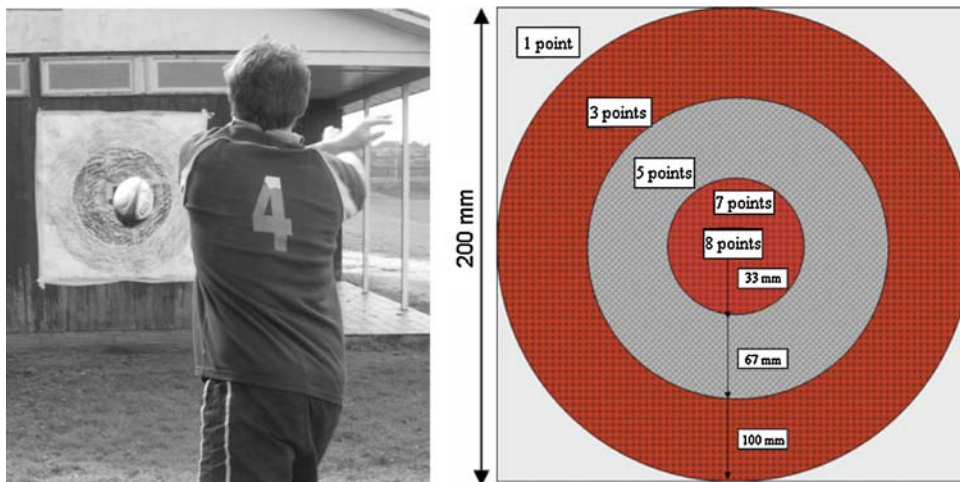 4
200 mm
1 point
3 points
5 points
7 points
8 points
33 mm
67 mm
100 mm